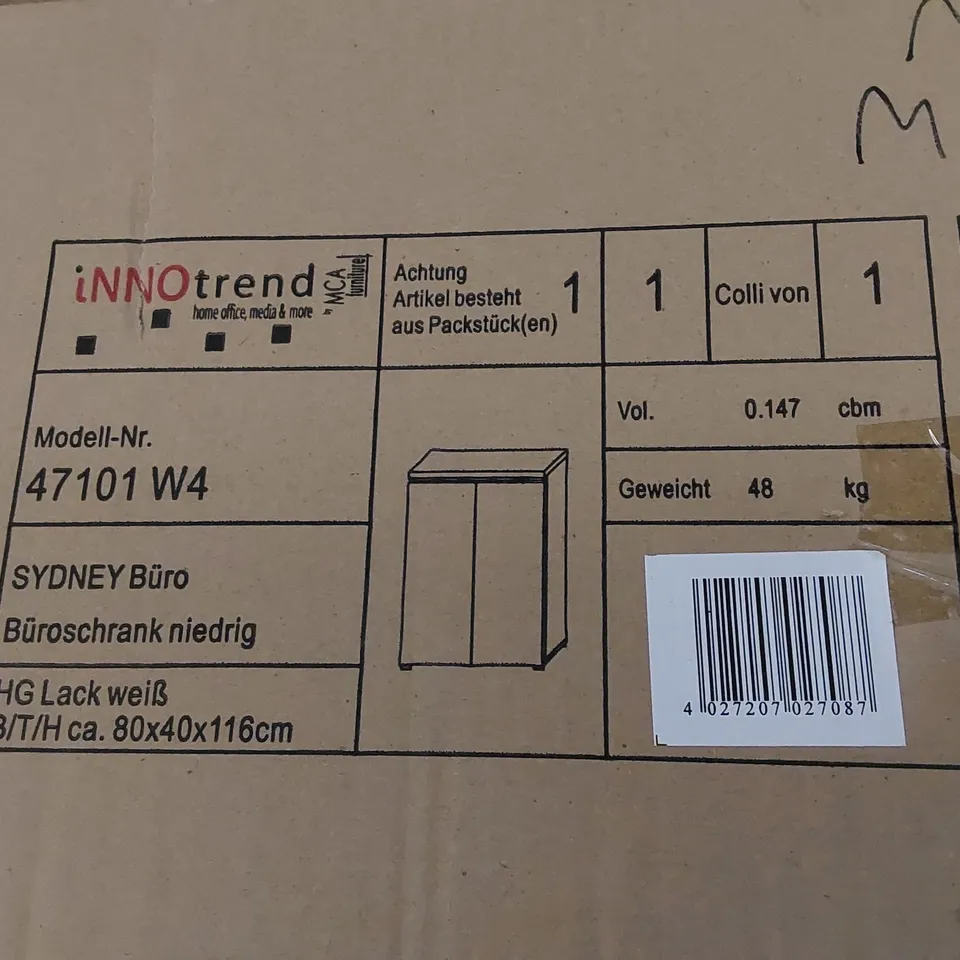 M
iNNOtrend
by MCA furniture
home office, media & more
Achtung
Artikel besteht
aus Packstück(en)
1
1
Colli von
1
Modell-Nr.
47101 W4
Vol. 0.147 cbm
Geweicht 48 kg
SYDNEY Büro
Büroschrank niedrig
HG Lack weiß
B/T/H ca. 80x40x116cm
4 027207 027087